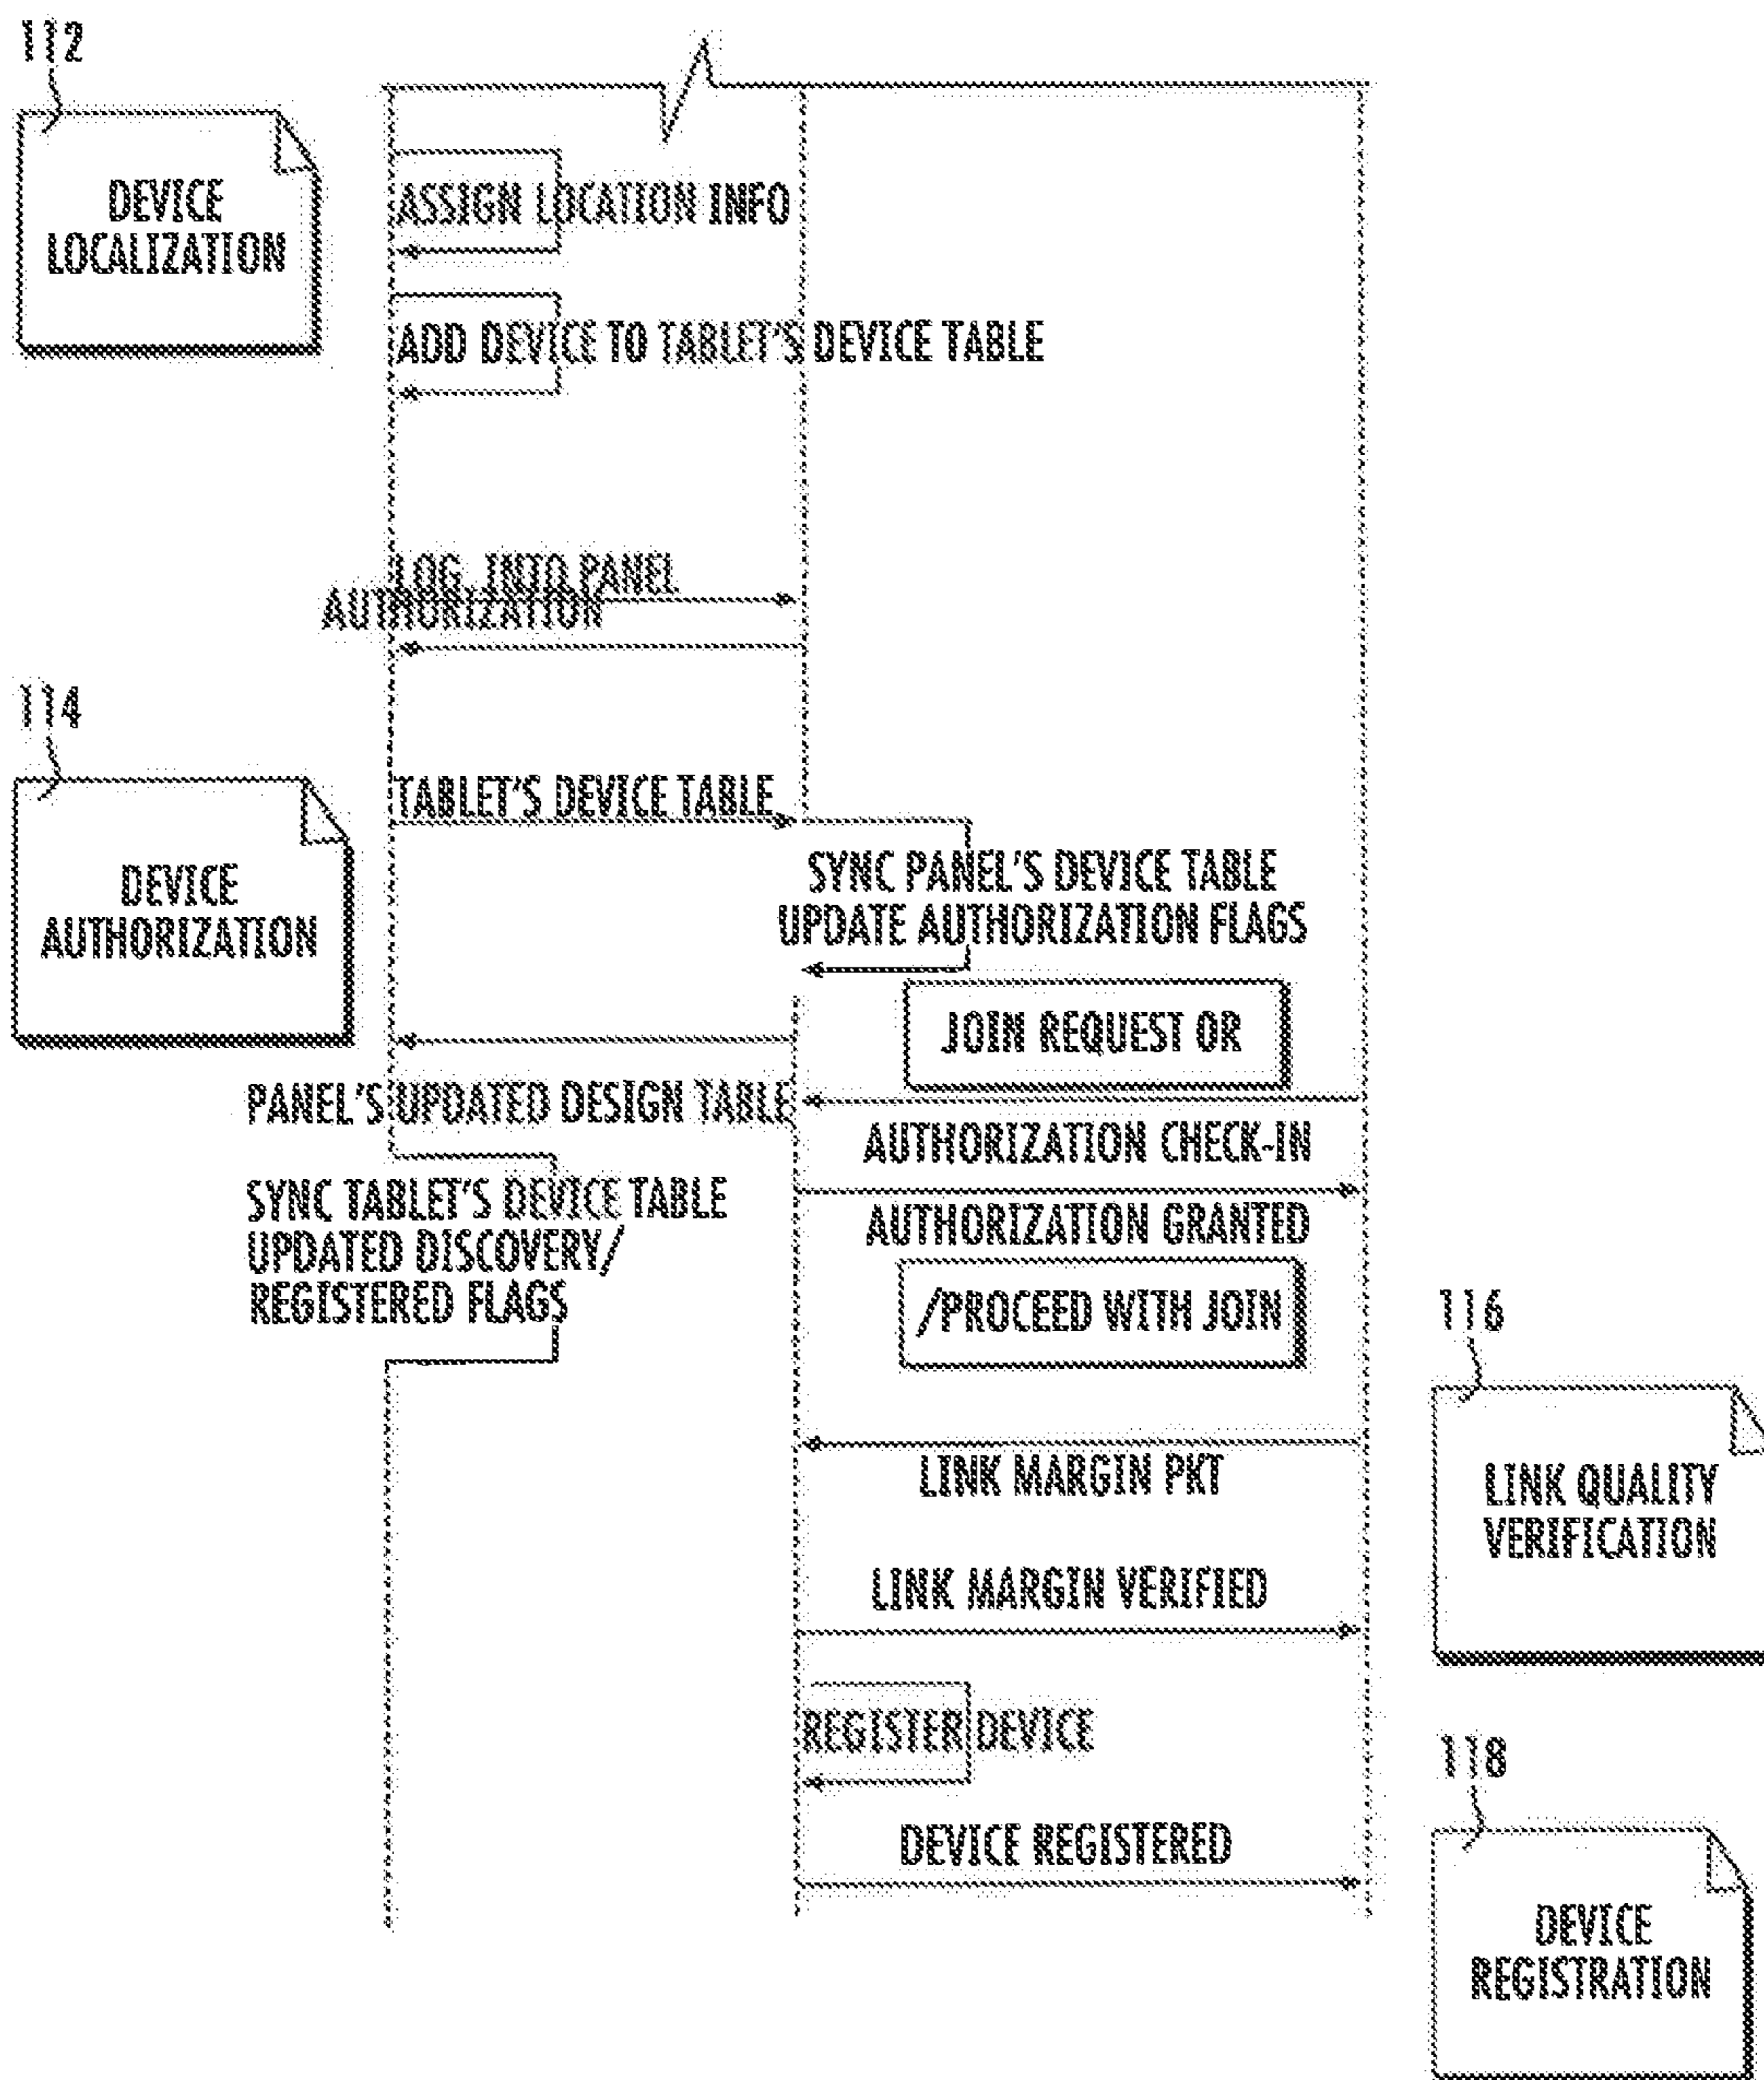 112
DEVICE
LOCALIZATION
ASSIGN LOCATION INFO
ADD DEVICE TO TABLET'S DEVICE TABLE
LOG INTO PANEL
AUTHORIZATION
114
DEVICE
AUTHORIZATION
TABLET'S DEVICE TABLE
SYNC PANEL'S DEVICE TABLE
UPDATE AUTHORIZATION FLAGS
JOIN REQUEST OR
PANEL'S UPDATED DESIGN TABLE
AUTHORIZATION CHECK-IN
SYNC TABLET'S DEVICE TABLE
UPDATED DISCOVERY/
REGISTERED FLAGS
AUTHORIZATION GRANTED
/PROCEED WITH JOIN
116
LINK QUALITY
VERIFICATION
LINK MARGIN PKT
LINK MARGIN VERIFIED
REGISTER DEVICE
118
DEVICE REGISTERED
DEVICE
REGISTRATION